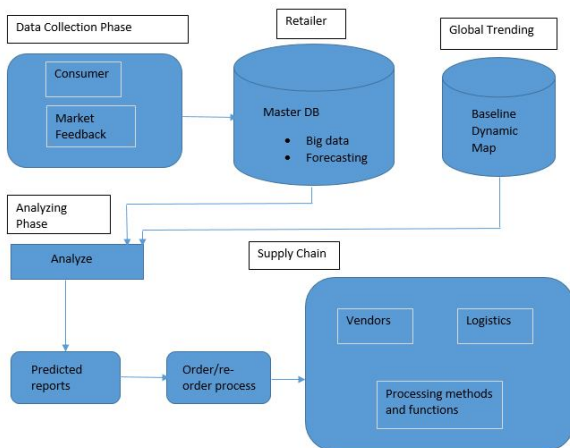 Data Collection Phase
Retailer
Global Trending
Consumer
Market
Feedback
Master DB
• Big data
• Forecasting
Baseline
Dynamic
Map
Analyzing
Phase
Analyze
Supply Chain
Vendors
Logistics
Predicted
reports
Order/re-
order process
Processing methods
and functions